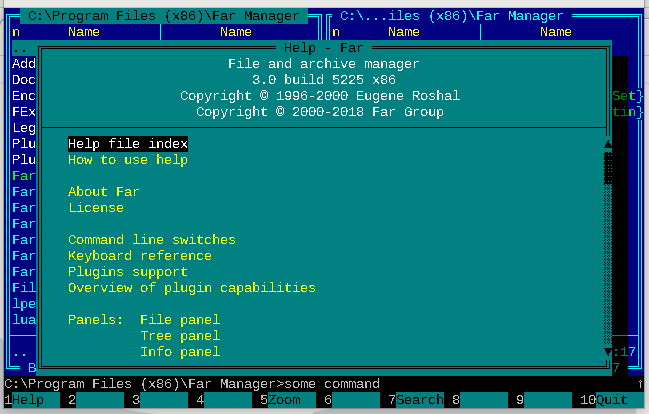 C:\Program Files (x86)\Far Manager
C:\...iles (x86)\Far Manager
n Name Name n Name Name
..
Help - Far
File and archive manager
3.0 build 5225 x86
Copyright © 1996-2000 Eugene Roshal
Copyright © 2000-2018 Far Group
Add
Doc
Enc
Set}
FEx
tin}
Leg
Plu
Plu
Far
Far
Far
Far
Far
Far
Far
Fil
lpe
lua
Help file index
How to use help
About Far
License
Command line switches
Keyboard reference
Plugins support
Overview of plugin capabilities
Panels: File panel
Tree panel
Info panel
.. :17
B 7
C:\Program Files (x86)\Far Manager>some command
1Help 2 3 4 5Zoom 6 7Search 8 9 10Quit